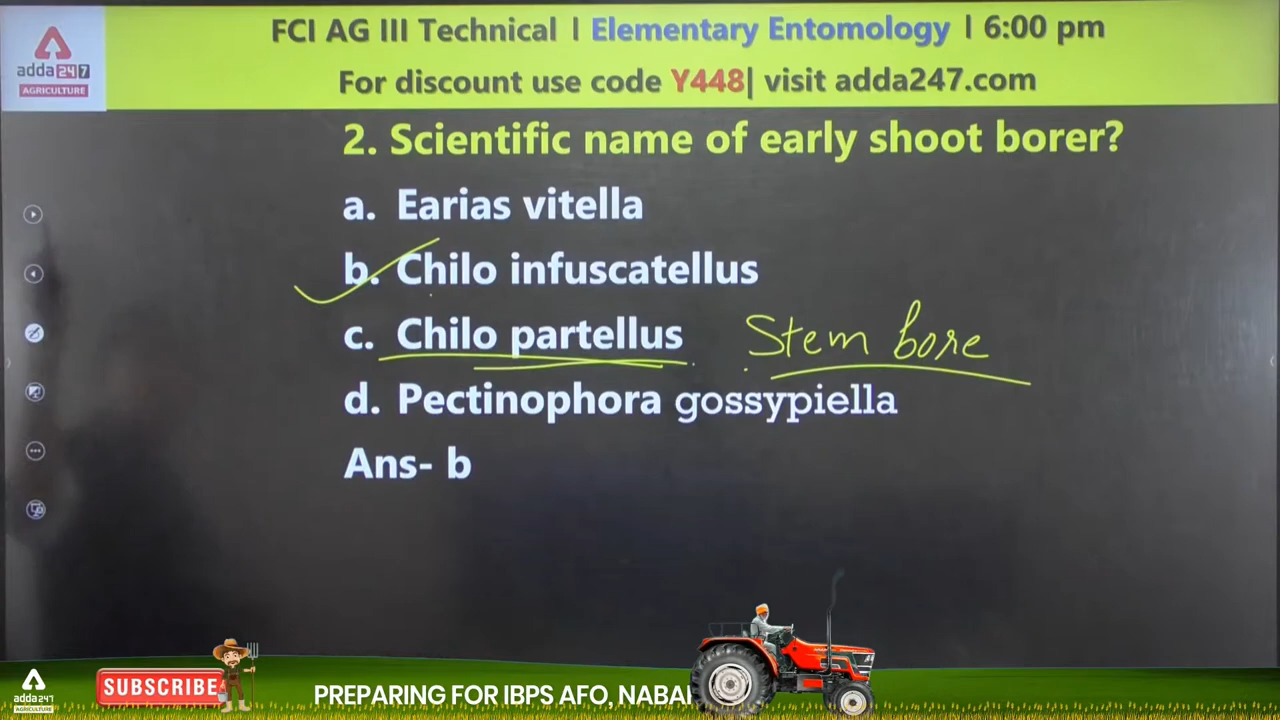 FCI AG III Technical I Elementary Entomology I 6:00 pm
adda247
AGRICULTURE
For discount use code Y448| visit adda247.com
2. Scientific name of early shoot borer?
a. Earias vitella
b. Chilo infuscatellus
c. Chilo partellus Stem bore
d. Pectinophora gossypiella
Ans- b
adda247
AGRICULTURE
SUBSCRIBE
PREPARING FOR IBPS AFO,